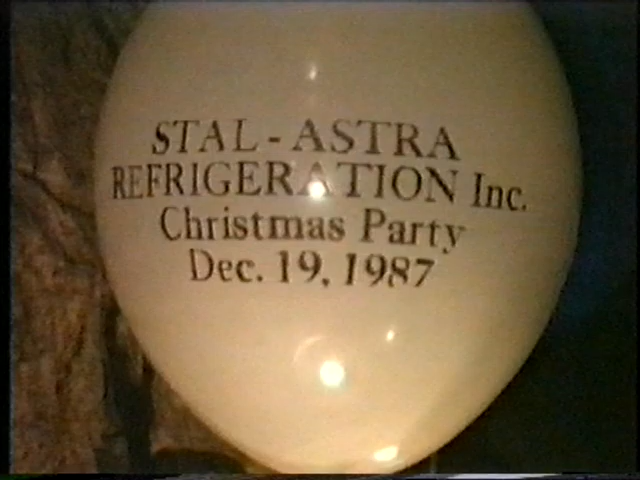 STAL-ASTRA
REFRIGERATION Inc.
Christmas Party
Dec. 19, 1987